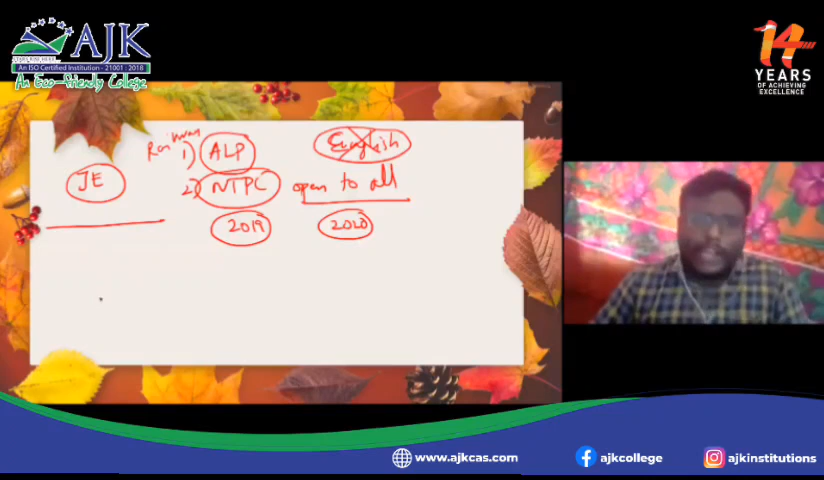 AJK
An ISO Certified Institution - 21001 : 2018
An Eco-friendly College
14
YEARS
OF ACHIEVING
EXCELLENCE
Railways
1) ALP
English
JE
2) NTPC
open to all
2019
2020
www.ajkcas.com
ajkcollege
ajkinstitutions